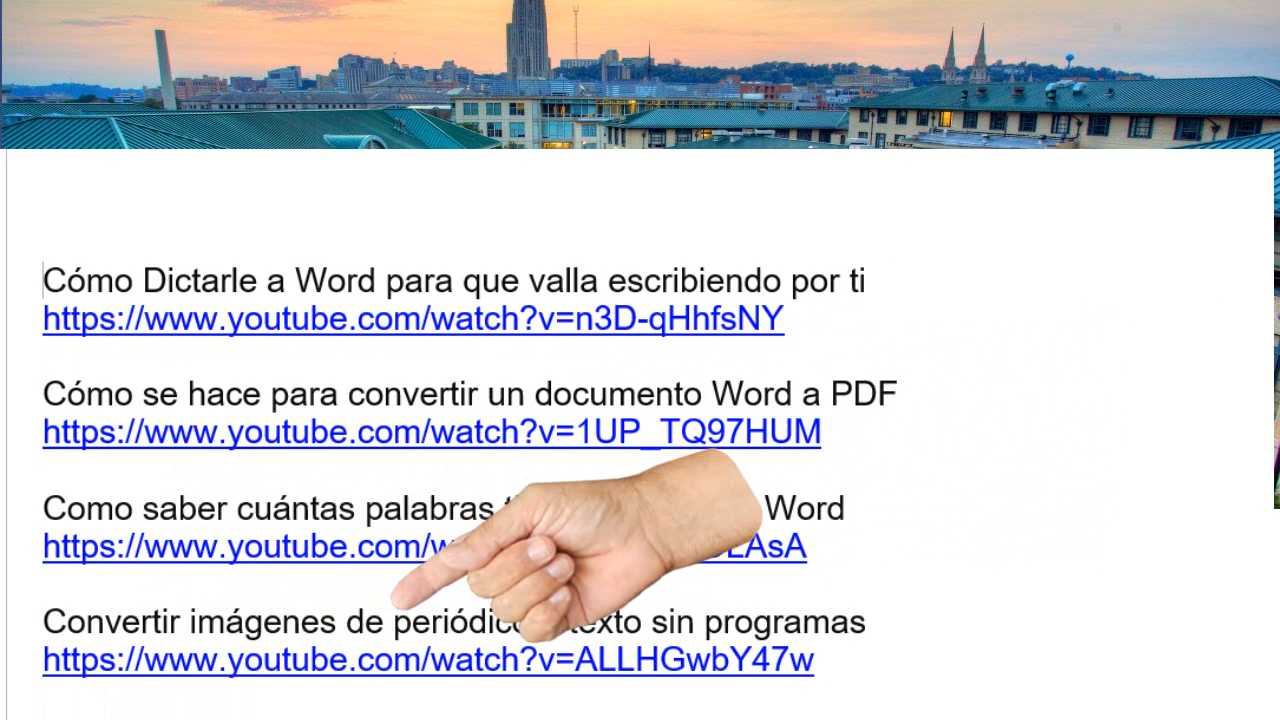 Cómo Dictarle a Word para que valla escribiendo por ti
https://www.youtube.com/watch?v=n3D-qHhfsNY
Cómo se hace para convertir un documento Word a PDF
https://www.youtube.com/watch?v=1UP_TQ97HUM
Como saber cuántas palabras Word
https://www.youtube.com/
Convertir imágenes de texto sin programas
https://www.youtube.com/watch?v=ALLHGwbY47w